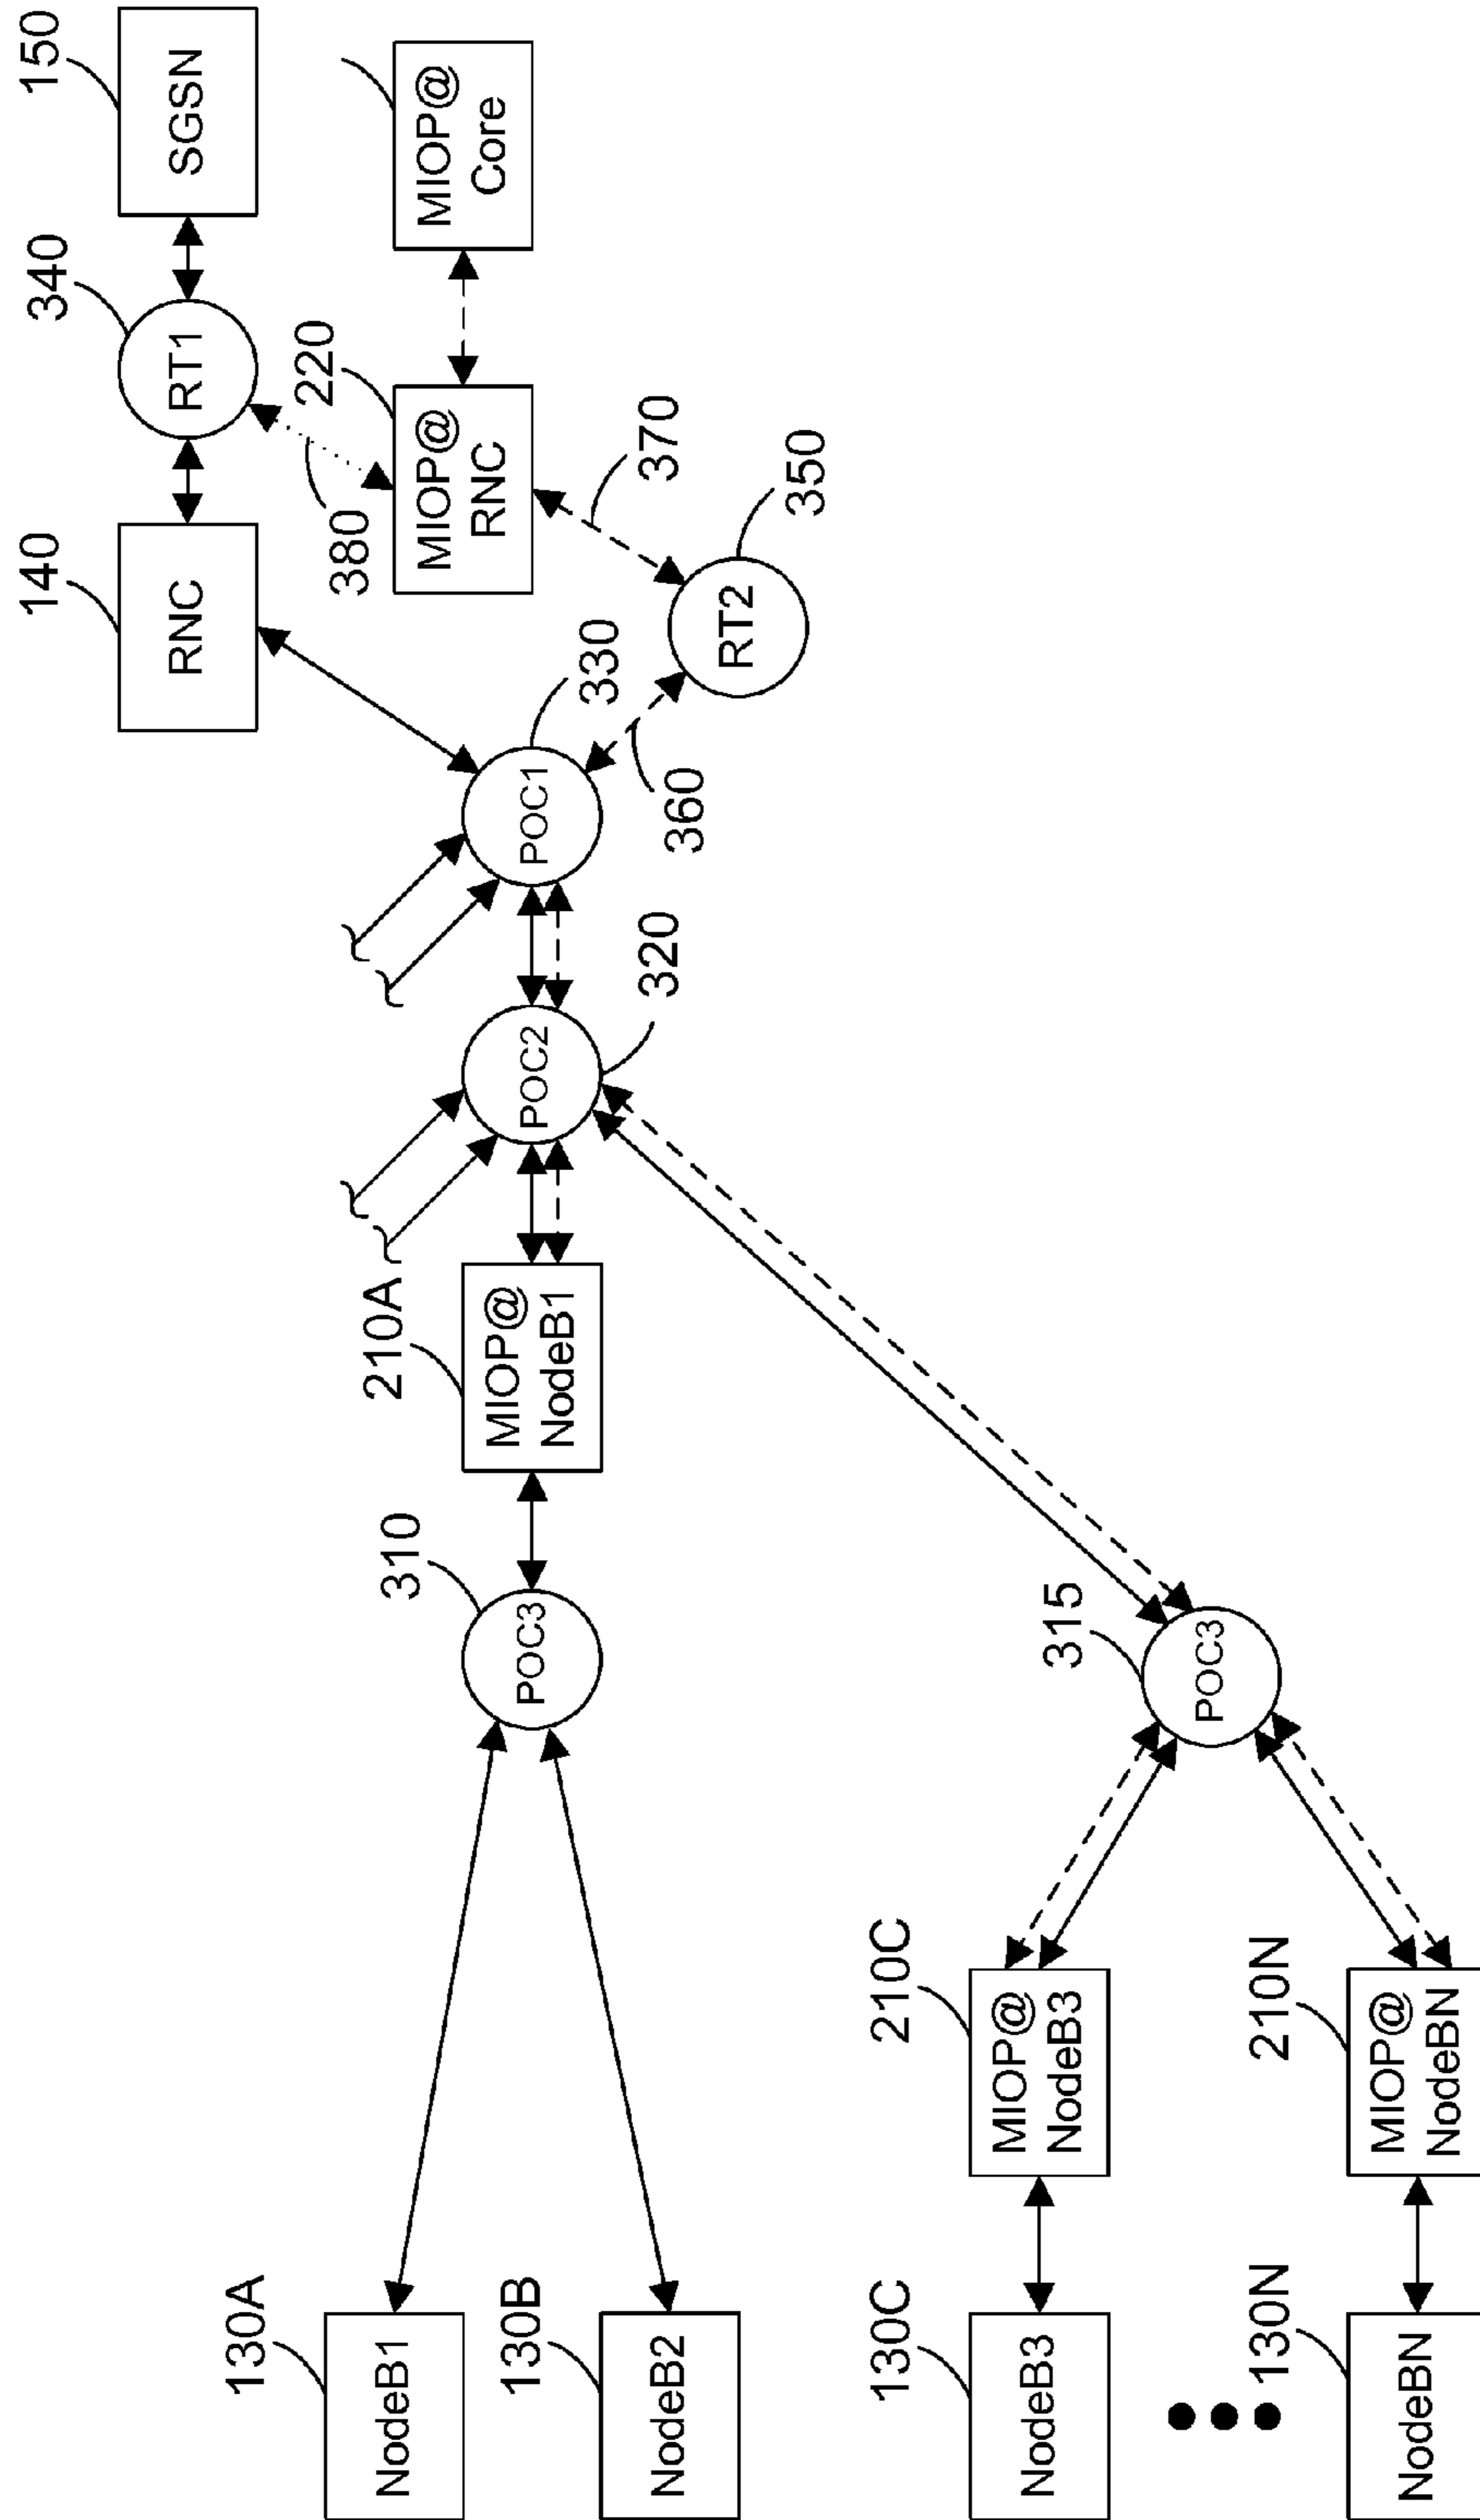 130A
NodeB1
130B
NodeB2
130C
NodeB3
130N
NodeBN
210C
MIOP@
NodeB3
210N
MIOP@
NodeBN
310
POC3
315
POC3
210A
MIOP@
NodeB1
POC2
320
POC1
330
360
140
RNC
380
220
MIOP@
RNC
370
RT2
350
340
RT1
150
SGSN
MIOP@
Core